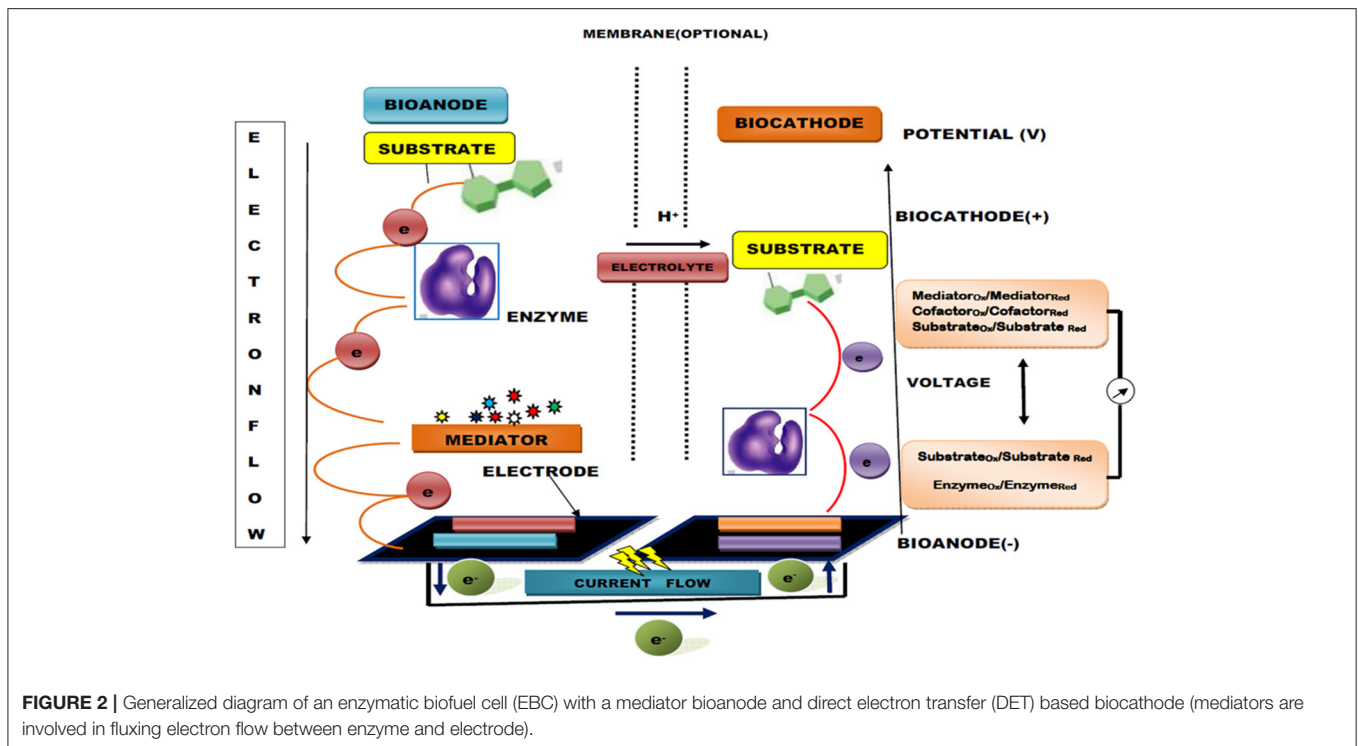 MEMBRANE(OPTIONAL)
BIOANODE
SUBSTRATE
ELECTRON FLOW
e
ENZYME
e
MEDIATOR
ELECTRODE
e
H⁺
ELECTROLYTE
BIOCATHODE
SUBSTRATE
e
e
POTENTIAL (V)
BIOCATHODE(+)
MediatorOx/MediatorRed
CofactorOx/CofactorRed
SubstrateOx/Substrate Red
VOLTAGE
SubstrateOx/Substrate Red
EnzymeOx/EnzymeRed
BIOANODE(-)
e-
CURRENT FLOW
e-
e-
FIGURE 2 | Generalized diagram of an enzymatic biofuel cell (EBC) with a mediator bioanode and direct electron transfer (DET) based biocathode (mediators are
involved in fluxing electron flow between enzyme and electrode).